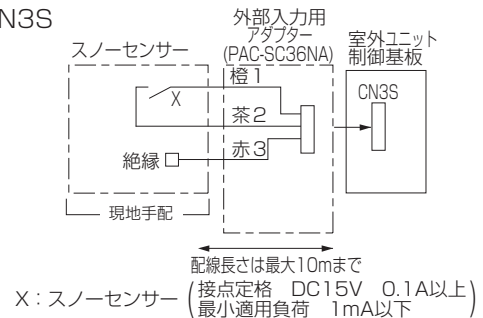 CN3S
外部入力用
アダプター
(PAC-SC36NA)
室外ユニット
制御基板
スノーセンサー
橙1
X
茶2
赤3
絶縁
CN3S
現地手配
配線長さは最大10mまで
X：スノーセンサー（接点定格 DC15V 0.1A以上
最小適用負荷 1mA以下）